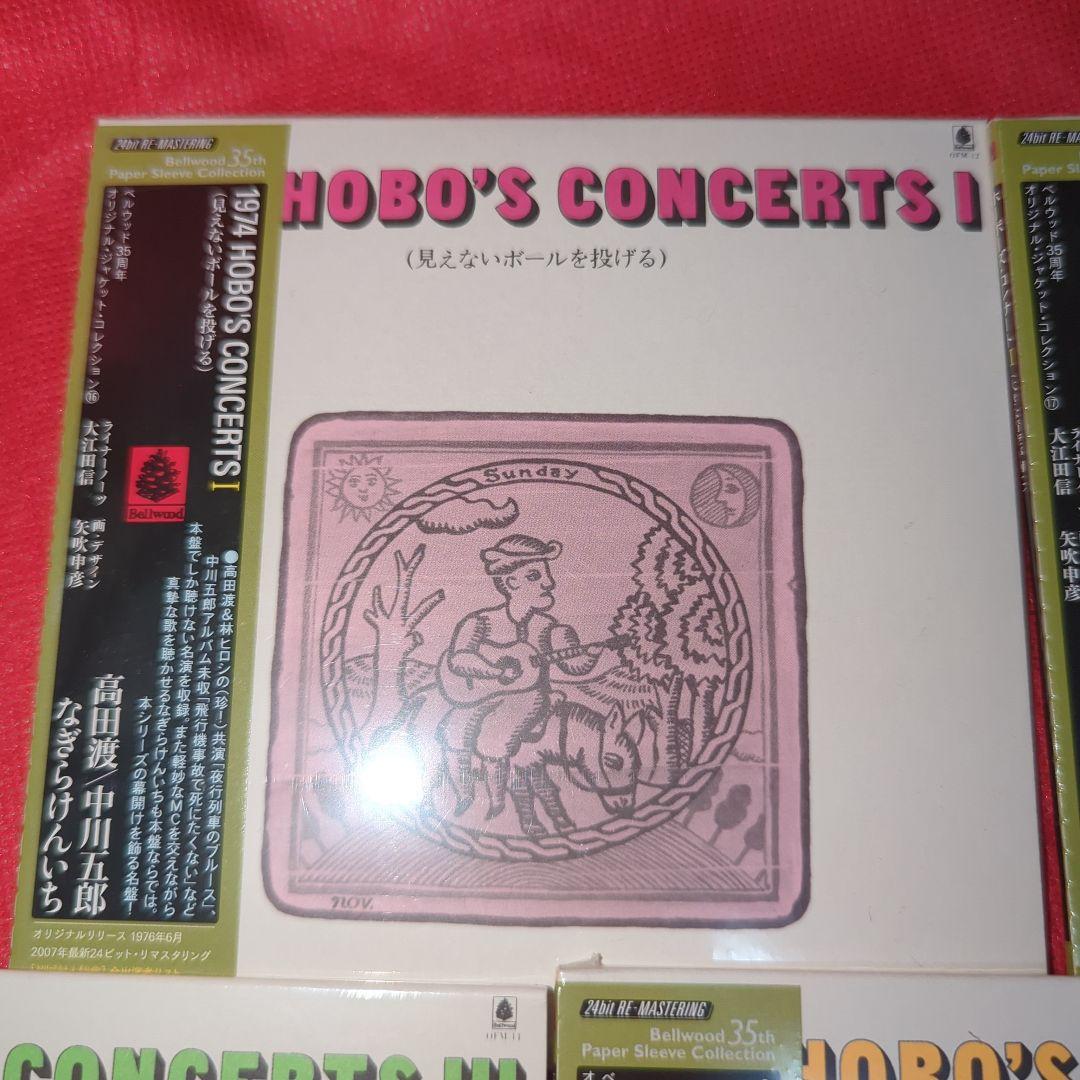 24bit RE-MASTERING
Bellwood 35th
Paper Sleeve Collection
ベルウッド35周年
オリジナル・ジャケット・コレクション⑯
1974 HOBO'S CONCERTS I
(見えないボールを投げる)
ライナーノーツ
大江田信
画・デザイン
矢吹申彦
Bellwood
●高田渡&林ヒロシの(珍!)共演「夜行列車のブルース」、
中川五郎アルバム未収「飛行機事故で死にたくない」など
本盤でしか聴けない名演を収録。また軽妙なMCを交えながら
真摯な歌を聴かせるなぎらけんいちも本盤ならでは。
本シリーズの幕開けを飾る名盤!
高田渡/中川五郎
なぎらけんいち
オリジナルリリース 1976年6月
2007年最新24ビット・リマスタリング
HOBO'S CONCERTS I
(見えないボールを投げる)
OFM-12
Sunday
NOV.
24bit RE-MA
Paper Sl
ベルウッド35周年
オリジナル・ジャケット・コレクション⑰
大江田信
矢吹申彦
CONCERTS III
24bit RE-MASTERING
Bellwood 35th
Paper Sleeve Collection
HOBO'S